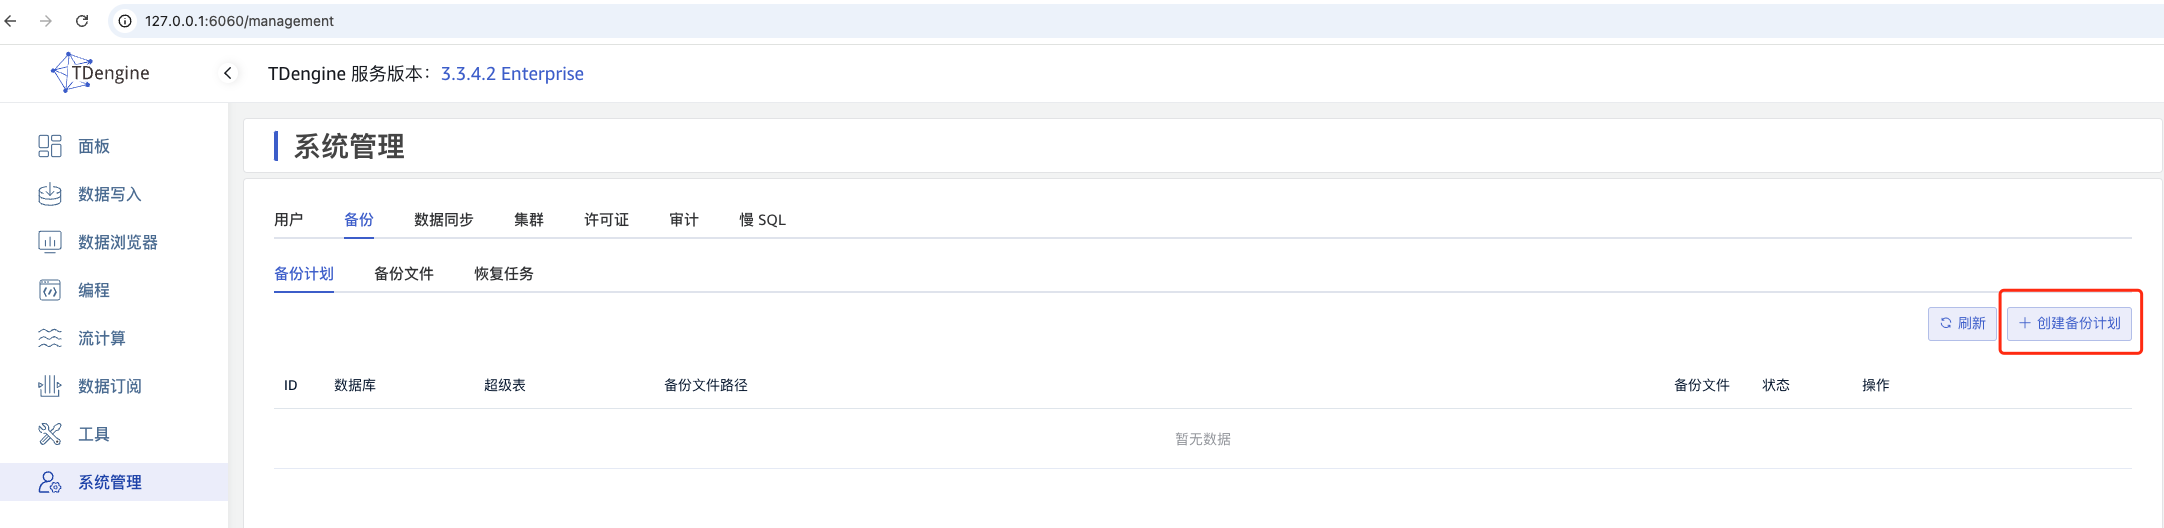 127.0.0.1:6060/management
TDengine
TDengine 服务版本： 3.3.4.2 Enterprise
面板
数据写入
数据浏览器
编程
流计算
数据订阅
工具
系统管理
系统管理
用户 备份 数据同步 集群 许可证 审计 慢 SQL
备份计划 备份文件 恢复任务
刷新 + 创建备份计划
ID 数据库 超级表 备份文件路径 备份文件 状态 操作
暂无数据